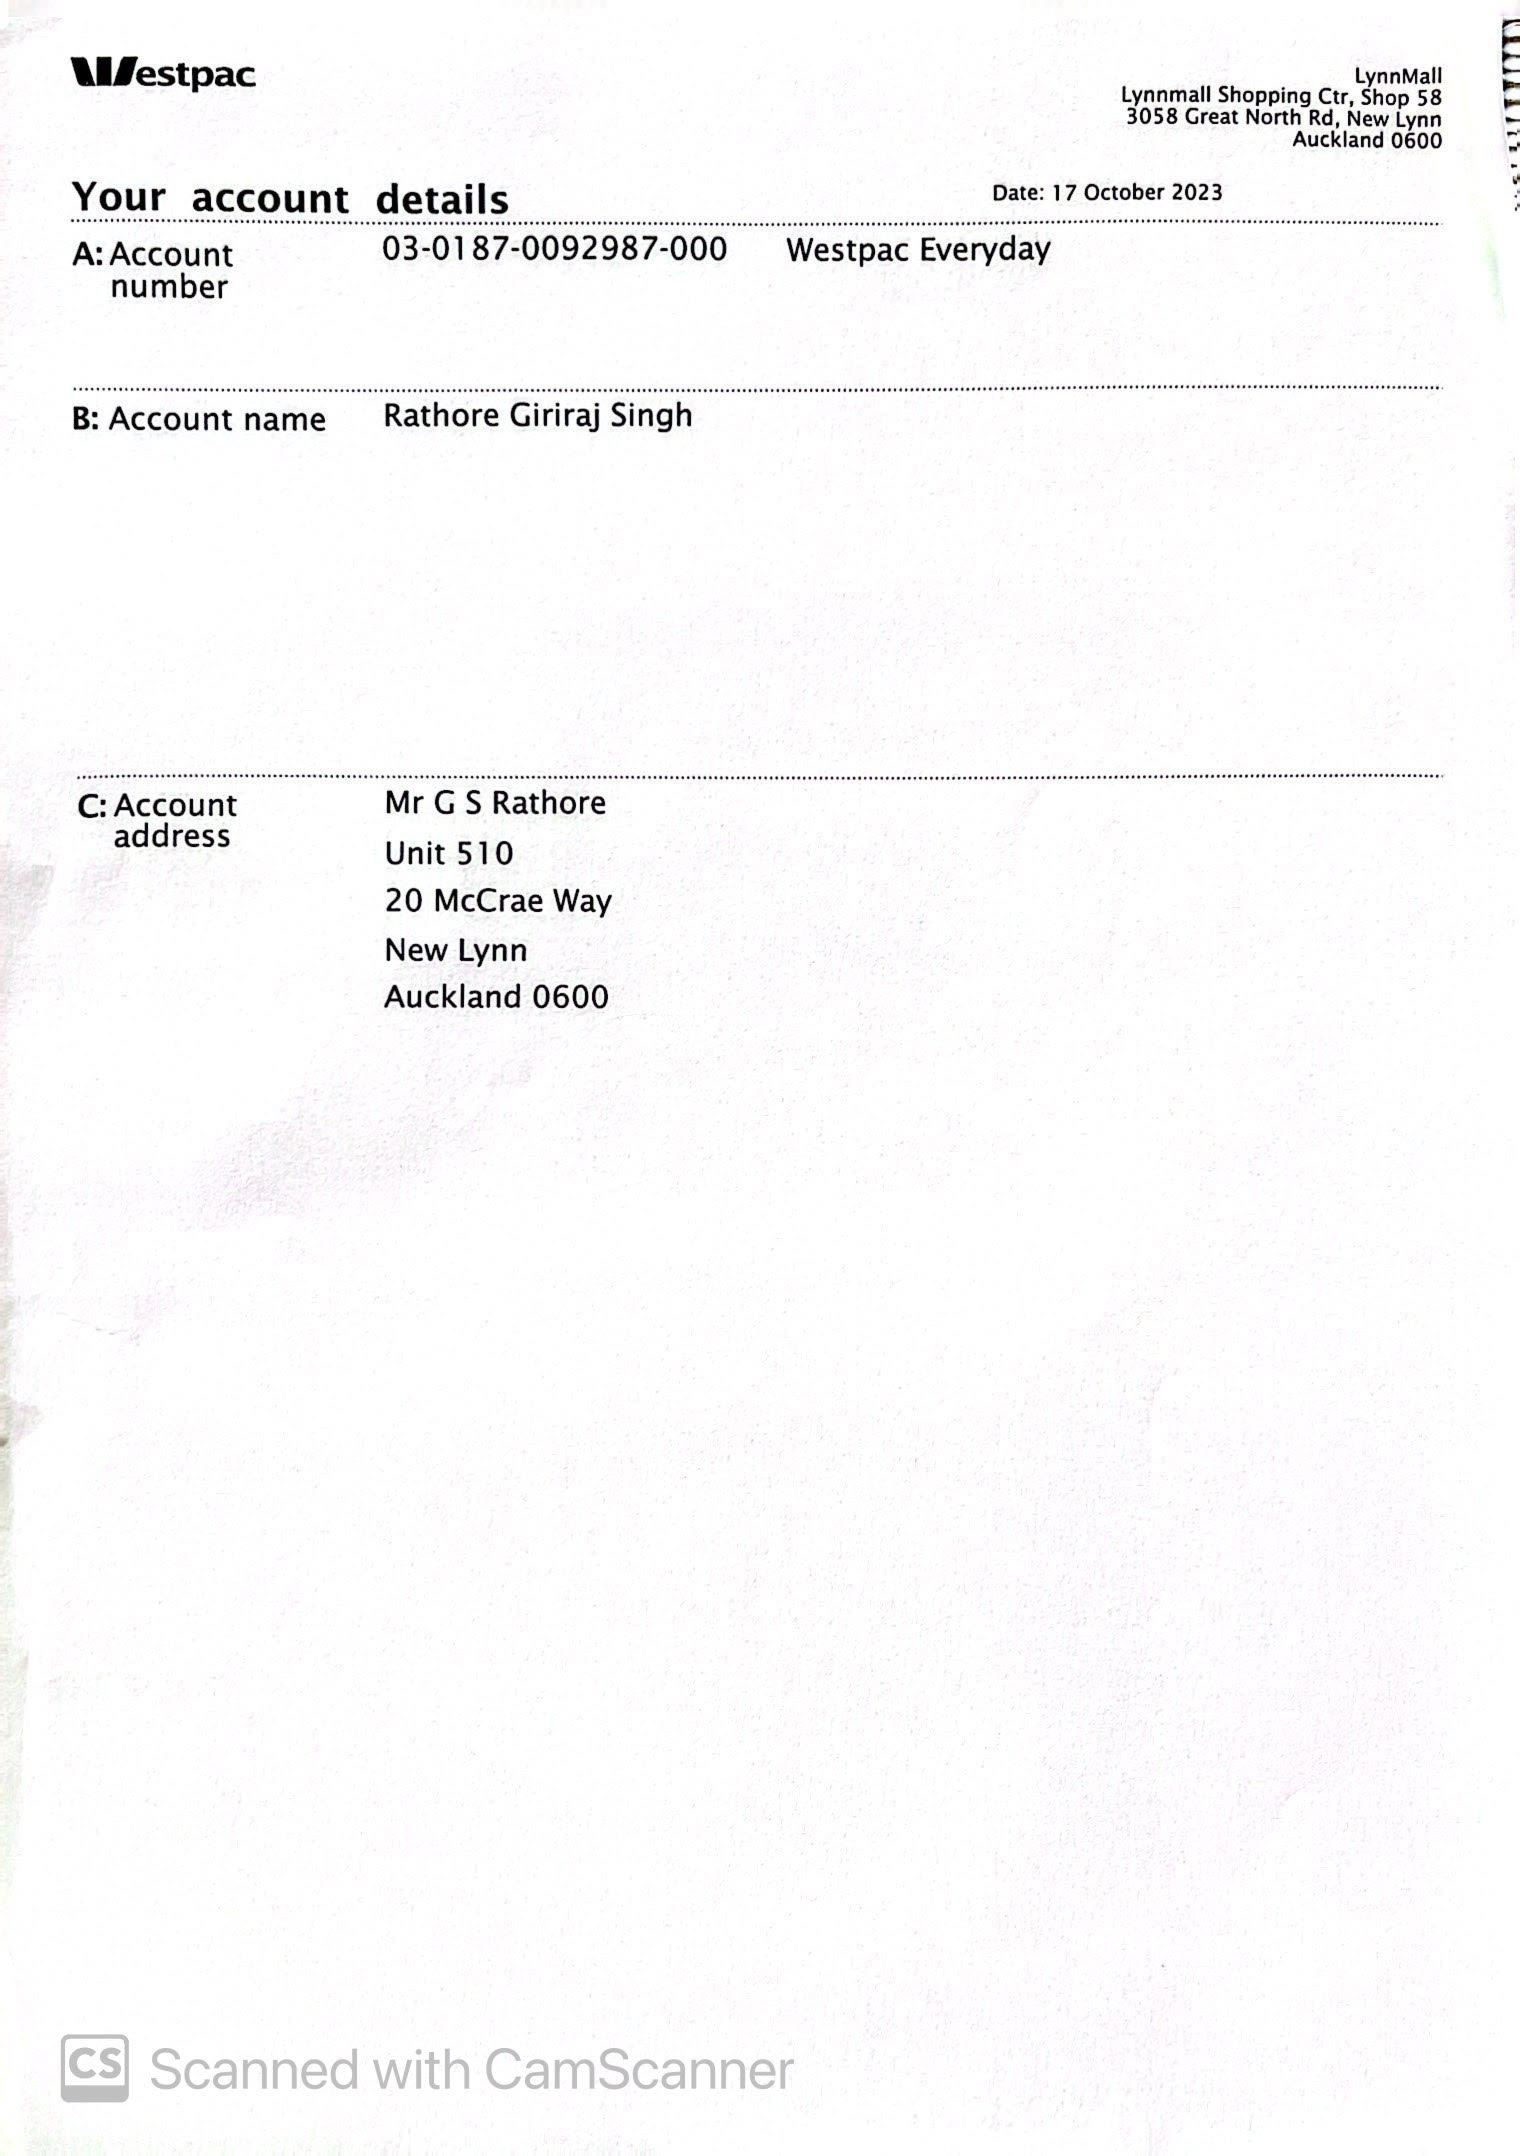 Westpac
LynnMall
Lynnmall Shopping Ctr, Shop 58
3058 Great North Rd, New Lynn
Auckland 0600
Your account details
Date: 17 October 2023
A: Account number 03-0187-0092987-000 Westpac Everyday
B: Account name Rathore Giriraj Singh
C: Account address Mr G S Rathore
Unit 510
20 McCrae Way
New Lynn
Auckland 0600
CS Scanned with CamScanner